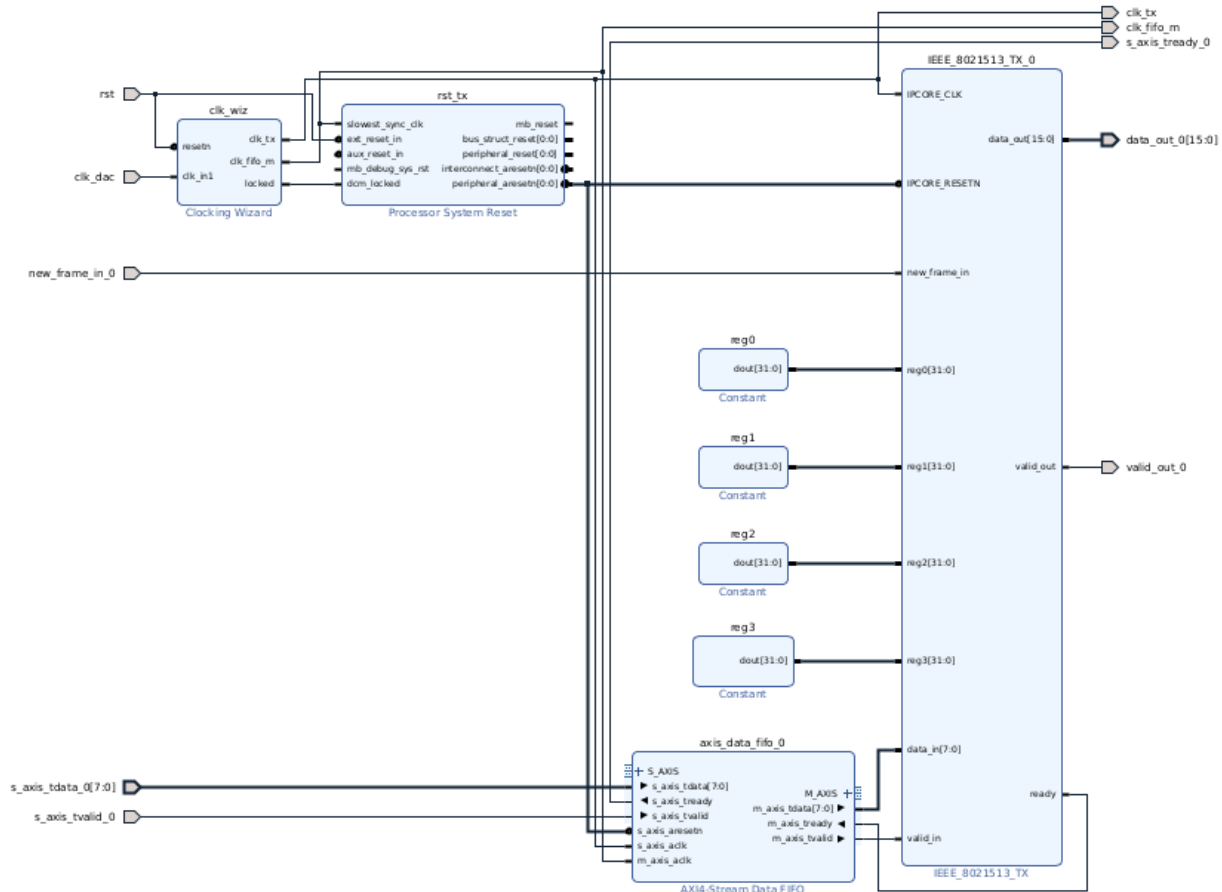 clk_tx
clk_fifo_m
s_axis_tready_0
IEEE_8021513_TX_0
rst
clk_wiz
rst_tx
IPCORE_CLK
resetn
clk_tx
clk_fifo_m
clk_in1
locked
Clocking Wizard
clk_dac
slowest_sync_clk
ext_reset_in
aux_reset_in
mb_debug_sys_rst
dcm_locked
mb_reset
bus_struct_reset[0:0]
peripheral_reset[0:0]
interconnect_aresetn[0:0]
peripheral_aresetn[0:0]
Processor System Reset
data_out[15:0]
data_out_0[15:0]
IPCORE_RESETN
new_frame_in_0
new_frame_in
reg0
dout[31:0]
Constant
reg0[31:0]
reg1
dout[31:0]
Constant
reg1[31:0]
valid_out
valid_out_0
reg2
dout[31:0]
Constant
reg2[31:0]
reg3
dout[31:0]
Constant
reg3[31:0]
axis_data_fifo_0
data_in[7:0]
s_axis_tdata_0[7:0]
s_axis_tvalid_0
S_AXIS
s_axis_tdata[7:0]
s_axis_tready
s_axis_tvalid
s_axis_aresetn
s_axis_aclk
m_axis_aclk
M_AXIS
m_axis_tdata[7:0]
m_axis_tready
m_axis_tvalid
ready
valid_in
IEEE_8021513_TX
AXI4-Stream Data FIFO